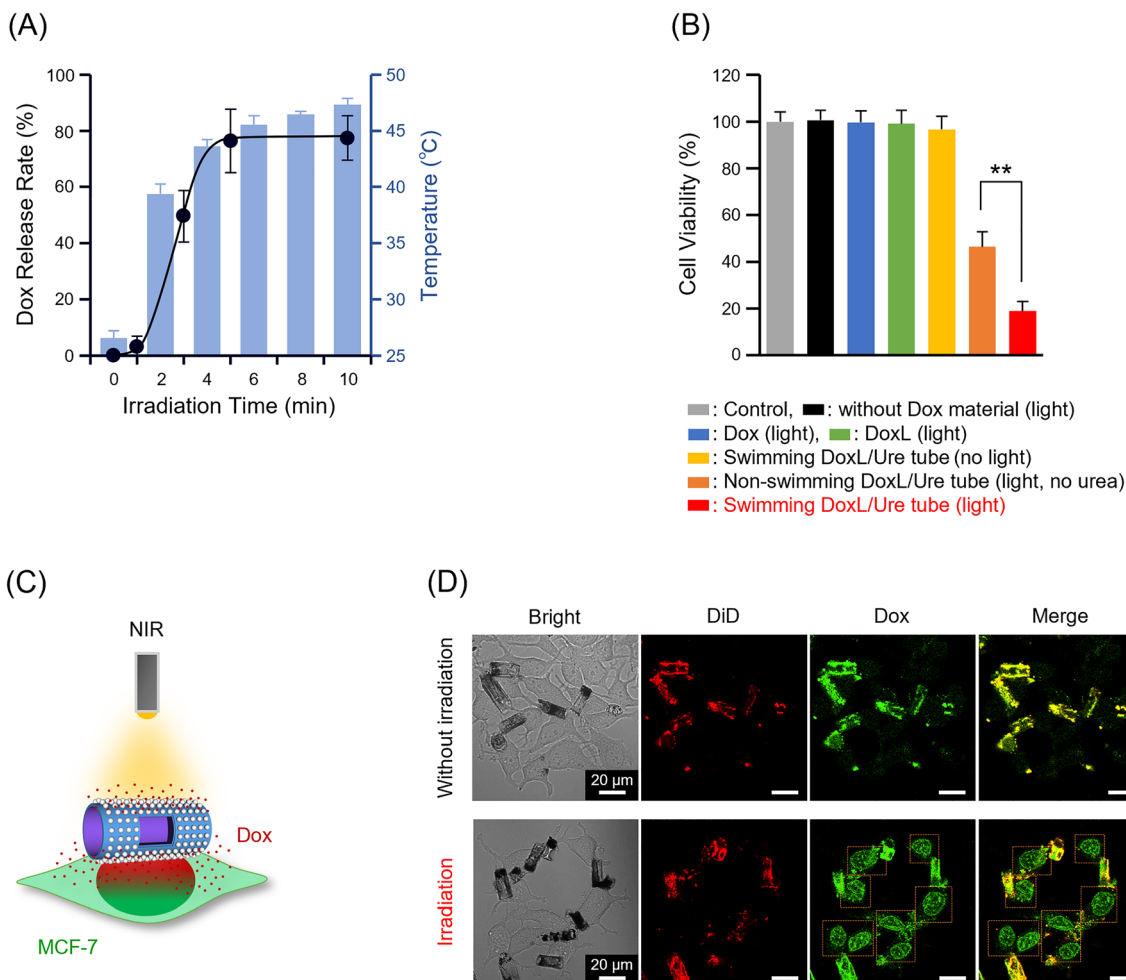 (A)
Dox Release Rate (%)
100
80
60
40
20
0
50
45
40
35
30
25
Temperature (℃)
0 2 4 6 8 10
Irradiation Time (min)
(B)
Cell Viability (%)
120
100
80
60
40
20
0
**
: Control, : without Dox material (light)
: Dox (light), : DoxL (light)
: Swimming DoxL/Ure tube (no light)
: Non-swimming DoxL/Ure tube (light, no urea)
: Swimming DoxL/Ure tube (light)
(C)
NIR
Dox
MCF-7
(D)
Bright DiD Dox Merge
Without irradiation
20 µm
Irradiation
20 µm